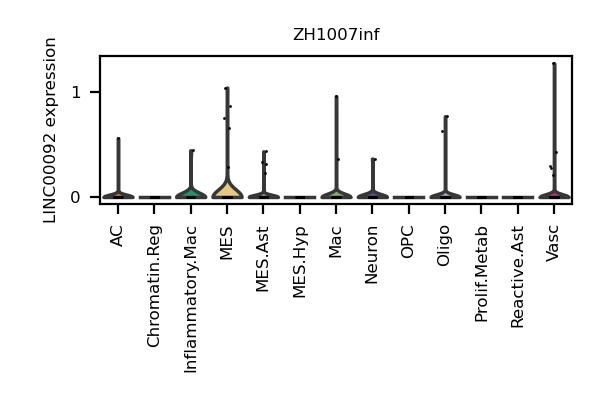 ZH1007inf
LINC00092 expression
1
0
AC
Chromatin.Reg
Inflammatory.Mac
MES
MES.Ast
MES.Hyp
Mac
Neuron
OPC
Oligo
Prolif.Metab
Reactive.Ast
Vasc